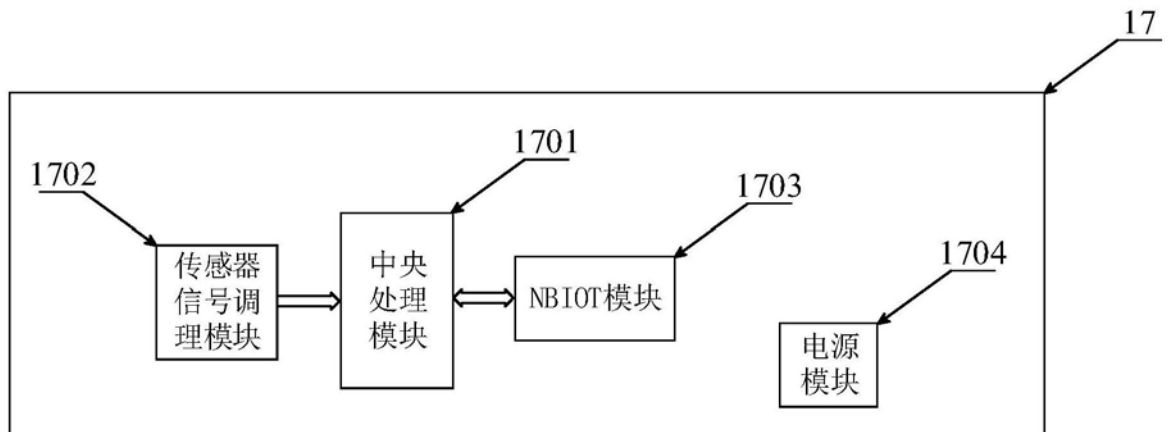 17
1701
1702
1703
传感器
信号调
理模块
中央
处理
模块
NBIOT模块
1704
电源
模块